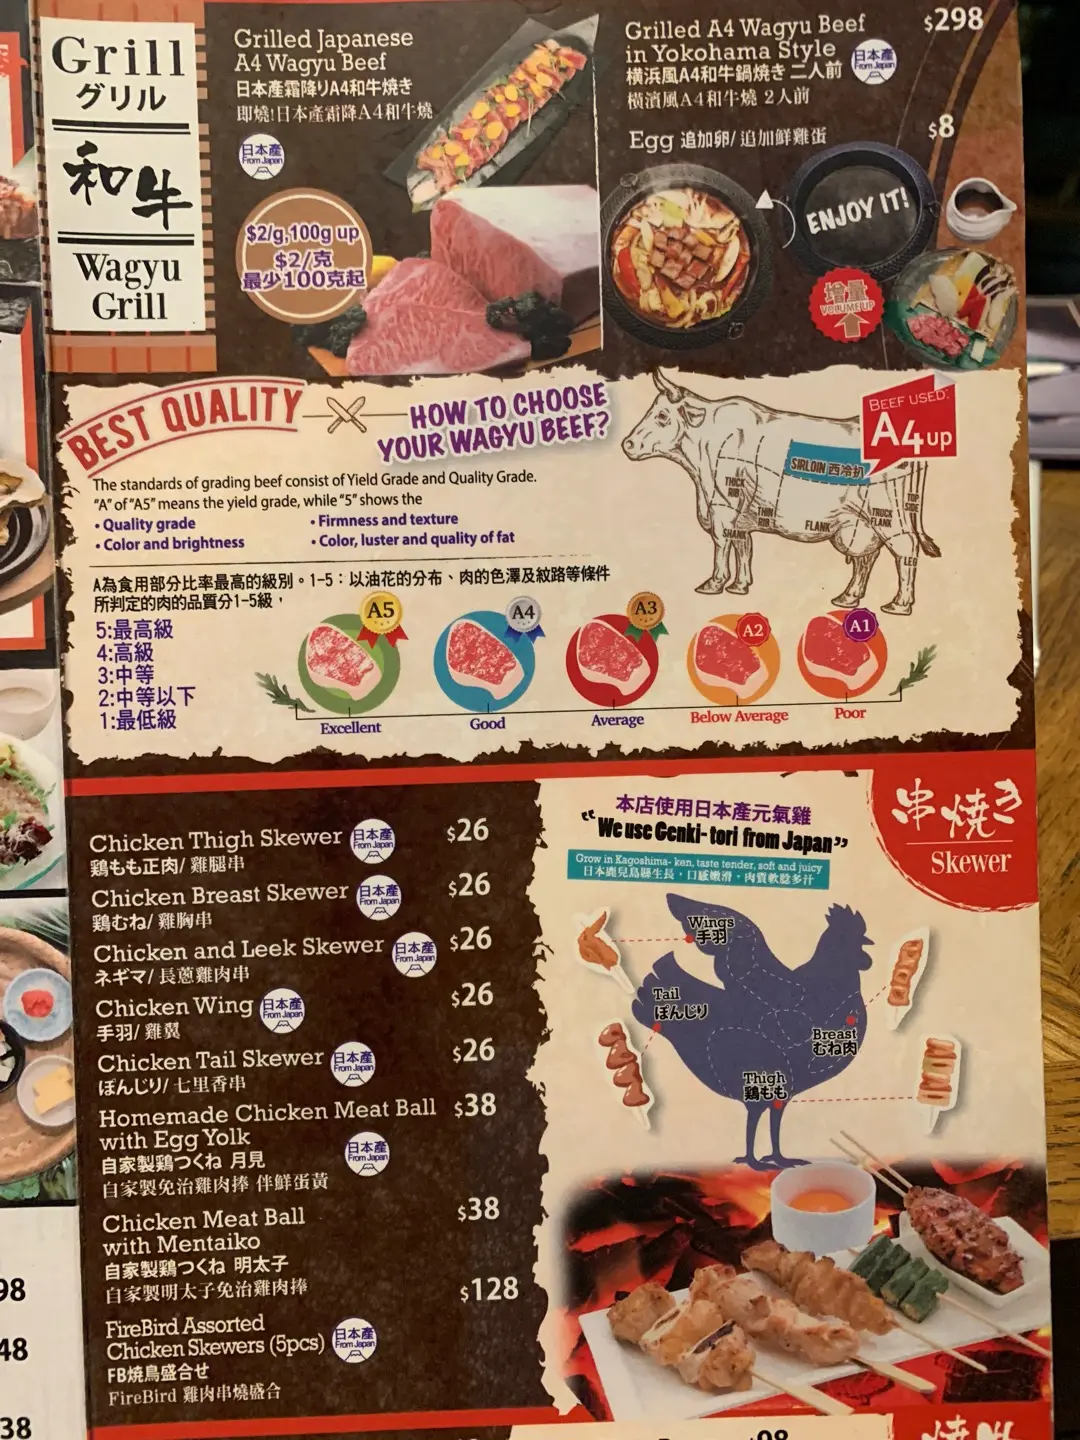 Grill
グリル
和牛
Wagyu
Grill
Grilled Japanese
A4 Wagyu Beef
日本産霜降りA4和牛焼き
即燒!日本產霜降A4和牛燒
日本產
From Japan
$2/g,100g up
$2/克
最少100克起
Grilled A4 Wagyu Beef
in Yokohama Style
$298
日本產
From Japan
横浜風A4和牛鍋焼き 二人前
橫濱風A4和牛燒 2人前
Egg 追加卵/ 追加鮮雞蛋
$8
ENJOY IT!
增量
VOLUME UP
BEST QUALITY
HOW TO CHOOSE
YOUR WAGYU BEEF?
The standards of grading beef consist of Yield Grade and Quality Grade.
"A" of "A5" means the yield grade, while "5" shows the
• Quality grade
• Firmness and texture
• Color and brightness
• Color, luster and quality of fat
BEEF USED:
A4 up
SIRLOIN 西冷扒
THICK
RIB
THIN
RIB
SHANK
FLANK
TRUCK
FLANK
TOP
SIDE
LEG
A為食用部分比率最高的級別。1-5：以油花的分布、肉的色澤及紋路等條件
所判定的肉的品質分1-5級，
5:最高級
4:高級
3:中等
2:中等以下
1:最低級
A5
A4
A3
A2
A1
Excellent
Good
Average
Below Average
Poor
串焼き
Skewer
本店使用日本產元氣雞
"We use Genki-tori from Japan"
Grow in Kagoshima- ken, taste tender, soft and juicy
日本鹿兒島縣生長，口感嫩滑，肉質軟腍多汁
Wings
手羽
Tail
ぼんじり
Breast
むね肉
Thigh
鶏もも
Chicken Thigh Skewer
日本產
From Japan
$26
鶏もも正肉/ 雞腿串
Chicken Breast Skewer
日本產
From Japan
$26
鶏むね/ 雞胸串
Chicken and Leek Skewer
日本產
From Japan
$26
ネギマ/ 長蔥雞肉串
Chicken Wing
日本產
From Japan
$26
手羽/ 雞翼
Chicken Tail Skewer
日本產
From Japan
$26
ぼんじり/ 七里香串
Homemade Chicken Meat Ball
with Egg Yolk
$38
日本產
From Japan
自家製鶏つくね 月見
自家製免治雞肉捧 伴鮮蛋黃
Chicken Meat Ball
with Mentaiko
$38
自家製鶏つくね 明太子
自家製明太子免治雞肉捧
$128
FireBird Assorted
Chicken Skewers (5pcs)
日本產
From Japan
FB焼鳥盛合せ
FireBird 雞肉串燒盛合
98
48
38
98